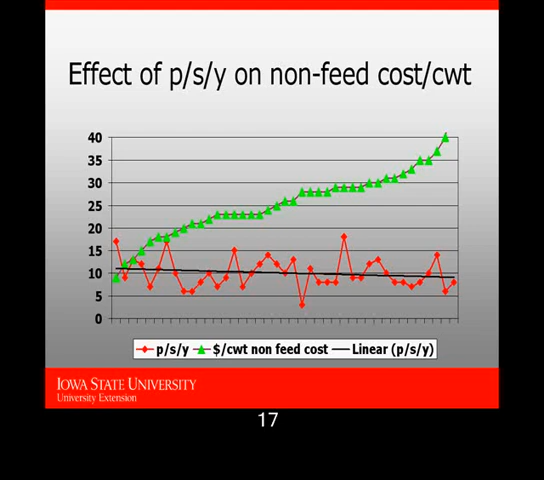 Effect of p/s/y on non-feed cost/cwt
40
35
30
25
20
15
10
5
0
p/s/y $/cwt non feed cost Linear (p/s/y)
IOWA STATE UNIVERSITY
University Extension
17